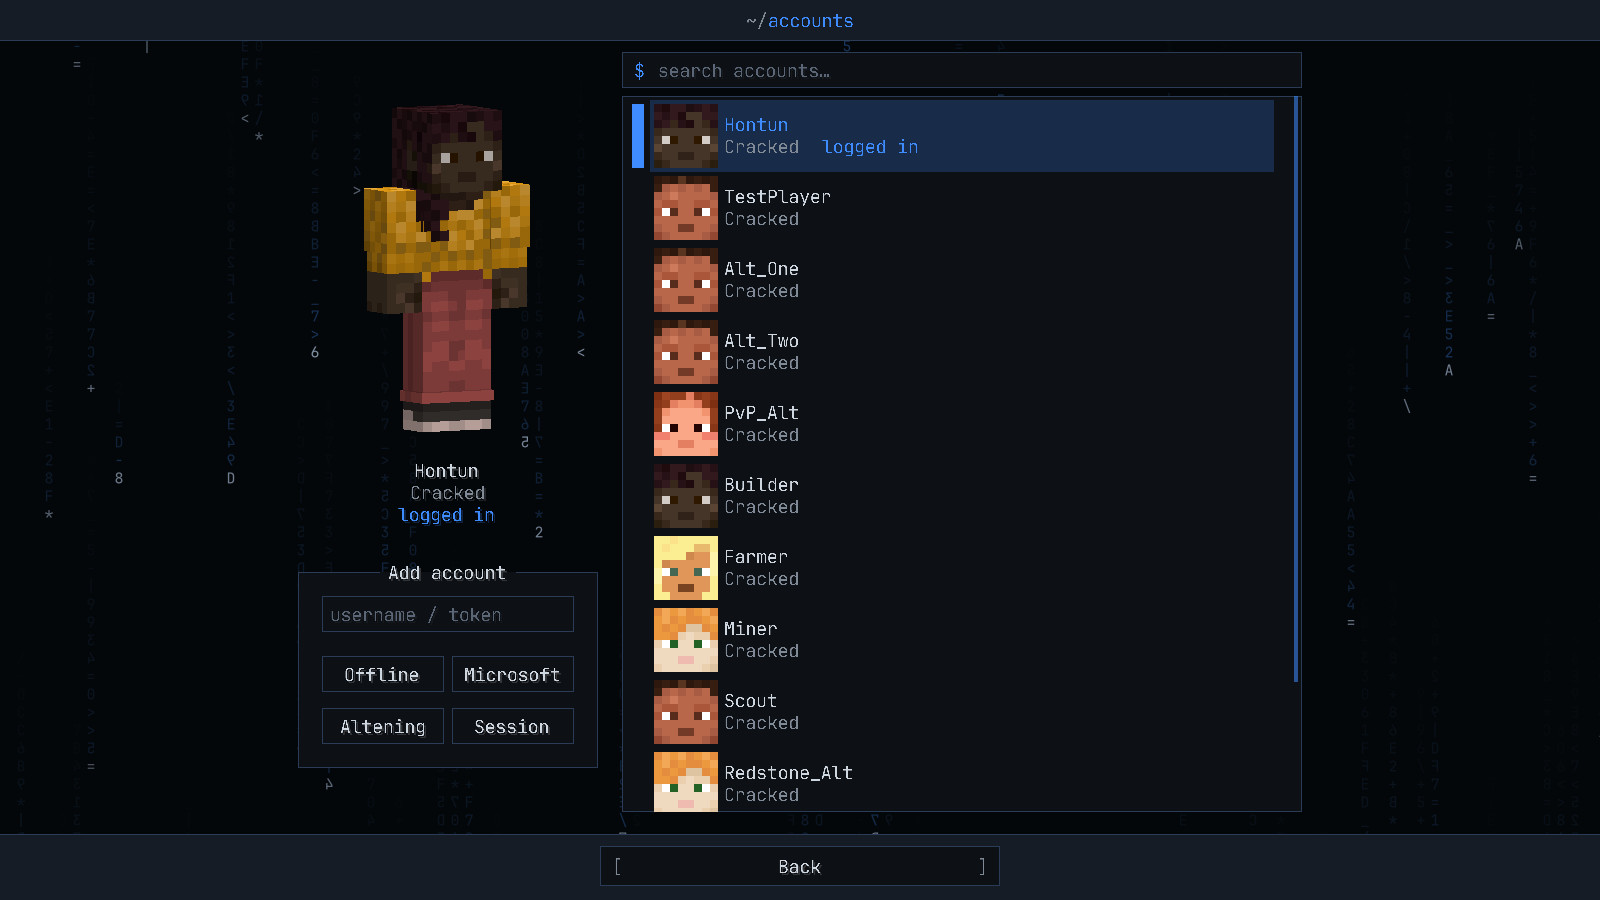 ~/accounts
$ search accounts…
Hontun
Cracked logged in
TestPlayer
Cracked
Alt_One
Cracked
Alt_Two
Cracked
PvP_Alt
Cracked
Builder
Cracked
Farmer
Cracked
Miner
Cracked
Scout
Cracked
Redstone_Alt
Cracked
Hontun
Cracked
logged in
Add account
username / token
Offline Microsoft
Altening Session
[ Back ]